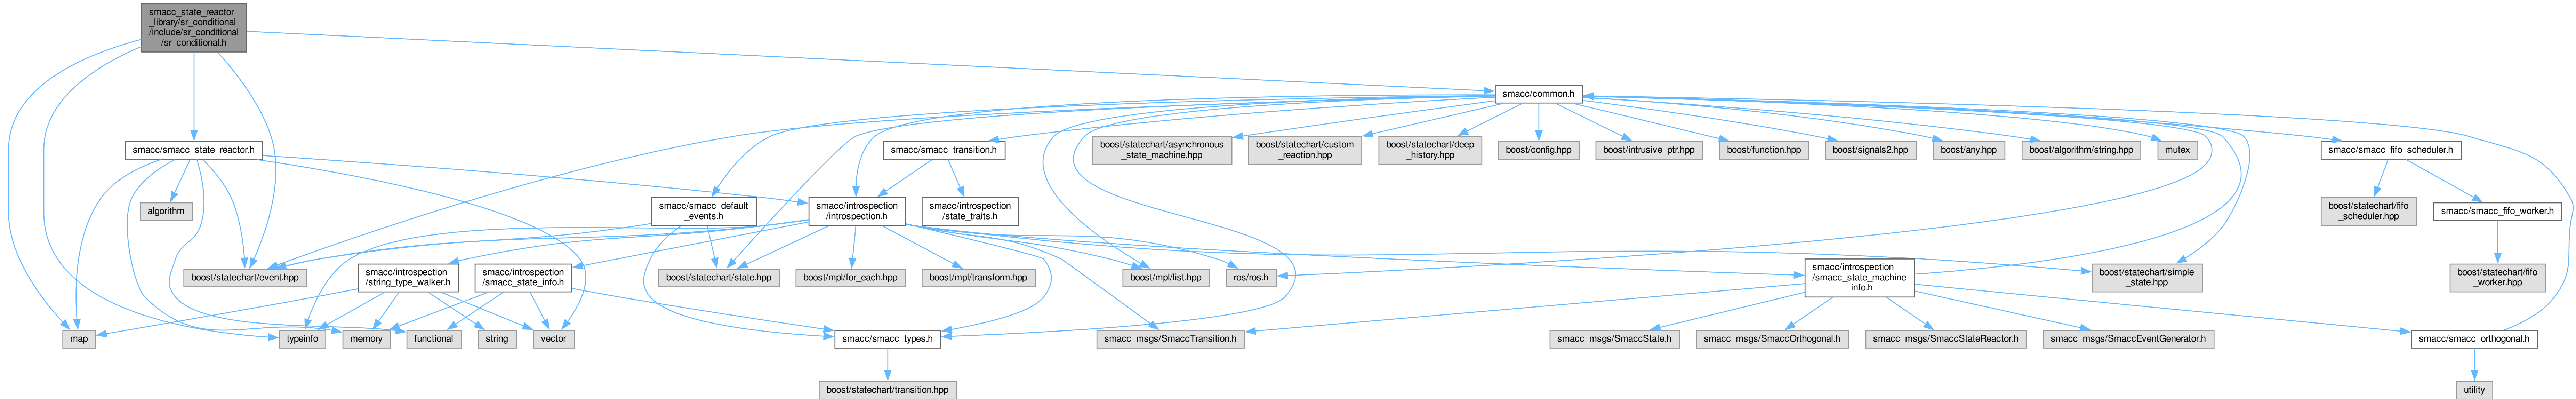 smacc_state_reactor
_library/sr_conditional
/include/sr_conditional
/sr_conditional.h
smacc/common.h
smacc/smacc_state_reactor.h
smacc/smacc_transition.h
boost/statechart/asynchronous
_state_machine.hpp
boost/statechart/custom
_reaction.hpp
boost/statechart/deep
_history.hpp
boost/config.hpp
boost/intrusive_ptr.hpp
boost/function.hpp
boost/signals2.hpp
boost/any.hpp
boost/algorithm/string.hpp
mutex
smacc/smacc_fifo_scheduler.h
algorithm
smacc/smacc_default
_events.h
smacc/introspection
/introspection.h
smacc/introspection
/state_traits.h
boost/statechart/fifo
_scheduler.hpp
smacc/smacc_fifo_worker.h
boost/statechart/event.hpp
smacc/introspection
/string_type_walker.h
smacc/introspection
/smacc_state_info.h
boost/statechart/state.hpp
boost/mpl/for_each.hpp
boost/mpl/transform.hpp
boost/mpl/list.hpp
ros/ros.h
smacc/introspection
/smacc_state_machine
_info.h
boost/statechart/simple
_state.hpp
boost/statechart/fifo
_worker.hpp
map
typeinfo
memory
functional
string
vector
smacc/smacc_types.h
smacc_msgs/SmaccTransition.h
smacc_msgs/SmaccState.h
smacc_msgs/SmaccOrthogonal.h
smacc_msgs/SmaccStateReactor.h
smacc_msgs/SmaccEventGenerator.h
smacc/smacc_orthogonal.h
boost/statechart/transition.hpp
utility